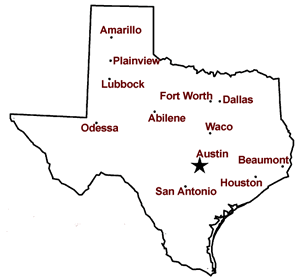 Amarillo
Plainview
Lubbock
Fort Worth
Dallas
Abilene
Odessa
Waco
Austin
Beaumont
San Antonio
Houston